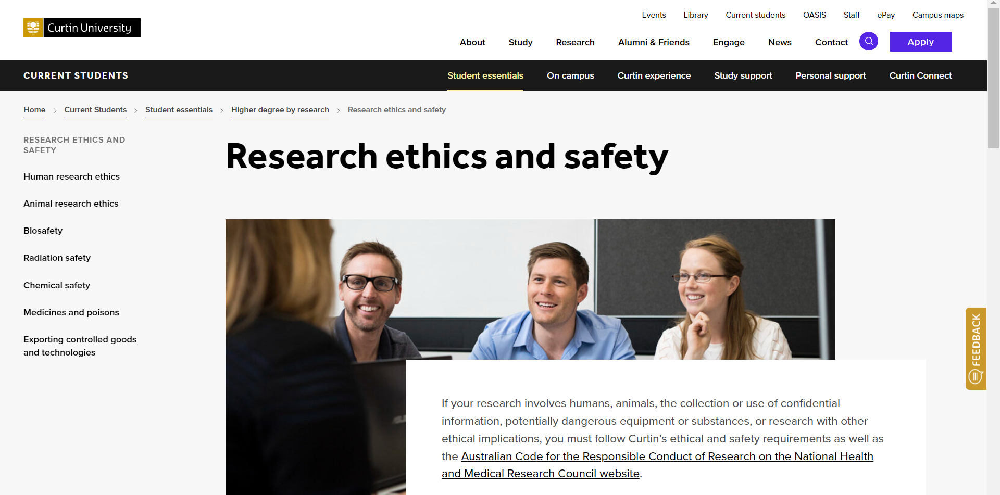 Events Library Current students OASIS Staff ePay Campus maps
Curtin University
About Study Research Alumni & Friends Engage News Contact Apply
CURRENT STUDENTS Student essentials On campus Curtin experience Study support Personal support Curtin Connect
Home Current Students Student essentials Higher degree by research Research ethics and safety
RESEARCH ETHICS AND
SAFETY
Human research ethics
Animal research ethics
Biosafety
Radiation safety
Chemical safety
Medicines and poisons
Exporting controlled goods
and technologies
Research ethics and safety
If your research involves humans, animals, the collection or use of confidential
information, potentially dangerous equipment or substances, or research with other
ethical implications, you must follow Curtin’s ethical and safety requirements as well as
the Australian Code for the Responsible Conduct of Research on the National Health
and Medical Research Council website.
FEEDBACK